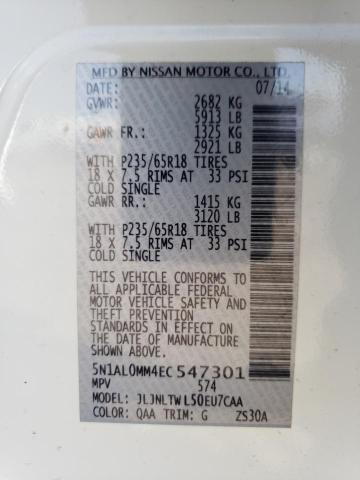 MFD BY NISSAN MOTOR CO., LTD.
DATE: 07/14
GVWR: 2682 KG
5913 LB
GAWR FR.: 1325 KG
2921 LB
WITH P235/65R18 TIRES
18 X 7.5 RIMS AT 33 PSI
COLD SINGLE
GAWR RR.: 1415 KG
3120 LB
WITH P235/65R18 TIRES
18 X 7.5 RIMS AT 33 PSI
COLD SINGLE
THIS VEHICLE CONFORMS TO
ALL APPLICABLE FEDERAL
MOTOR VEHICLE SAFETY AND
THEFT PREVENTION
STANDARDS IN EFFECT ON
THE DATE OF MANUFACTURE
SHOWN ABOVE.
5N1AL0MM4EC547301
MPV 574
MODEL: JLJNLTWL50EU7CAA
COLOR: QAA TRIM: G ZS30A